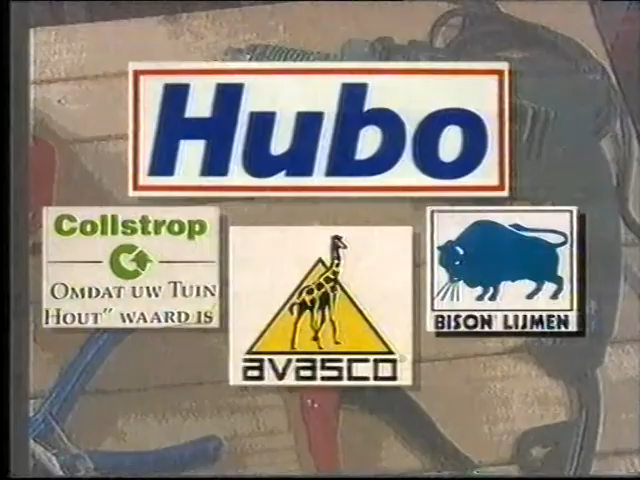 Hubo
Collstrop
OMDAT UW TUIN
HOUT" WAARD IS
avasco
BISON LIJMEN